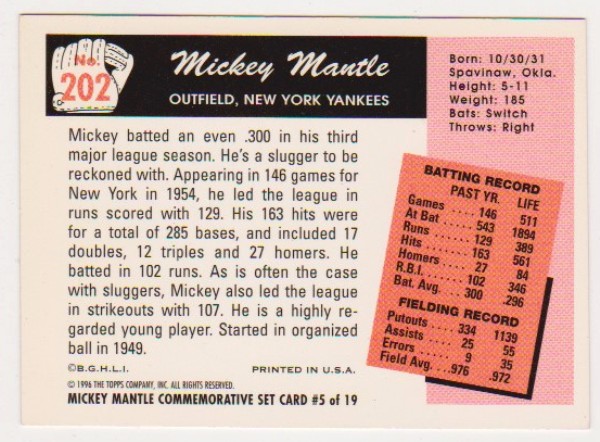 No.
202
Mickey Mantle
OUTFIELD, NEW YORK YANKEES
Born: 10/30/31
Spavinaw, Okla.
Height: 5-11
Weight: 185
Bats: Switch
Throws: Right
Mickey batted an even .300 in his third
major league season. He's a slugger to be
reckoned with. Appearing in 146 games for
New York in 1954, he led the league in
runs scored with 129. His 163 hits were
for a total of 285 bases, and included 17
doubles, 12 triples and 27 homers. He
batted in 102 runs. As is often the case
with sluggers, Mickey also led the league
in strikeouts with 107. He is a highly re-
garded young player. Started in organized
ball in 1949.
BATTING RECORD
PAST YR. LIFE
Games .... 146 511
At Bat .... 543 1894
Runs ..... 129 389
Hits ...... 163 561
Homers .... 27 84
R.B.I. ..... 102 346
Bat. Avg. ... .300 .296
FIELDING RECORD
Putouts .... 334 1139
Assists .... 25 55
Errors ..... 9 35
Field Avg. .. .976 .972
©B.G.H.L.I. PRINTED IN U.S.A.
© 1996 THE TOPPS COMPANY, INC. ALL RIGHTS RESERVED.
MICKEY MANTLE COMMEMORATIVE SET CARD #5 of 19